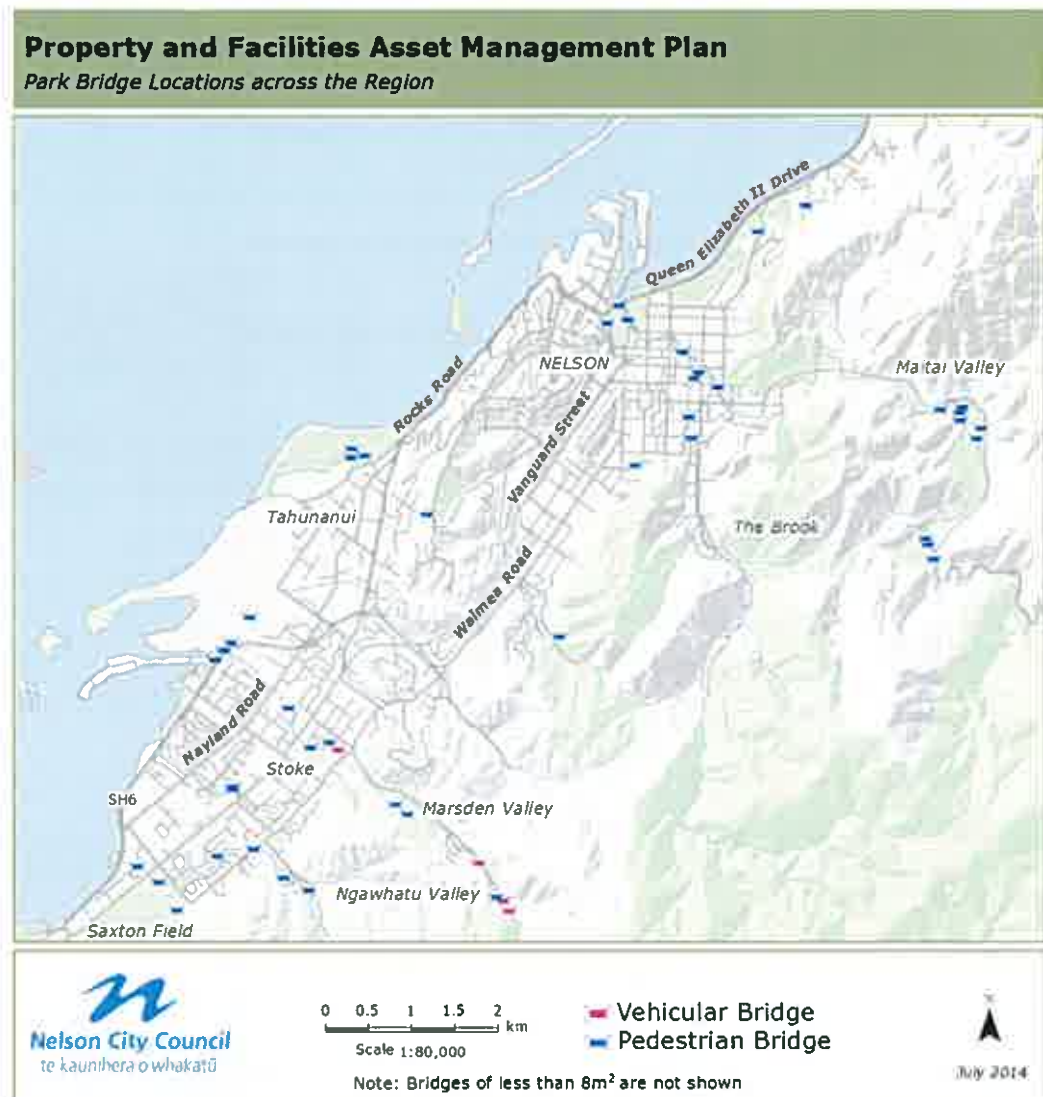 Property and Facilities Asset Management Plan
Park Bridge Locations across the Region
Queen Elizabeth II Drive
NELSON
Maitai Valley
Rocks Road
Vanguard Street
Tahunanui
The Brook
Waimea Road
Nayland Road
Stoke
SH6
Marsden Valley
Ngawhatu Valley
Saxton Field
Nelson City Council
te kaunihera o whakatū
0 0.5 1 1.5 2
km
Scale 1:80,000
Vehicular Bridge
Pedestrian Bridge
Note: Bridges of less than 8m² are not shown
July 2014